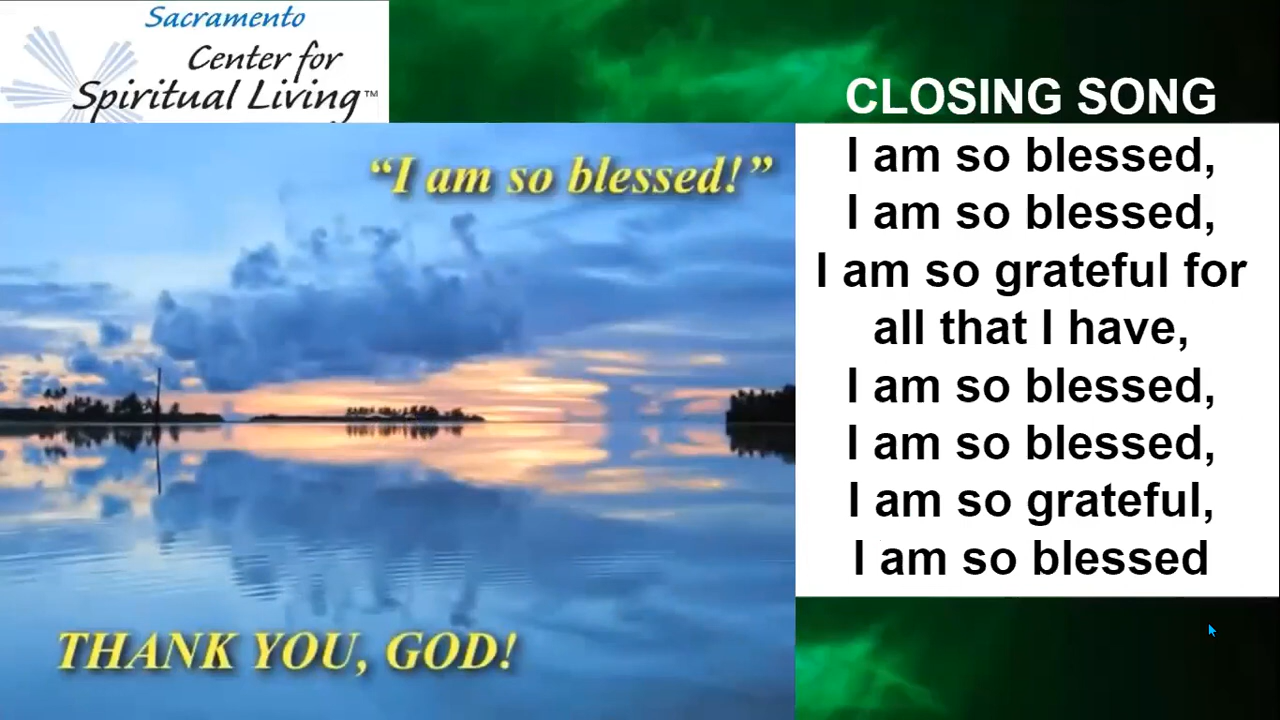 Sacramento
Center for
Spiritual Living™
CLOSING SONG
“I am so blessed!”
THANK YOU, GOD!
I am so blessed,
I am so blessed,
I am so grateful for
all that I have,
I am so blessed,
I am so blessed,
I am so grateful,
I am so blessed